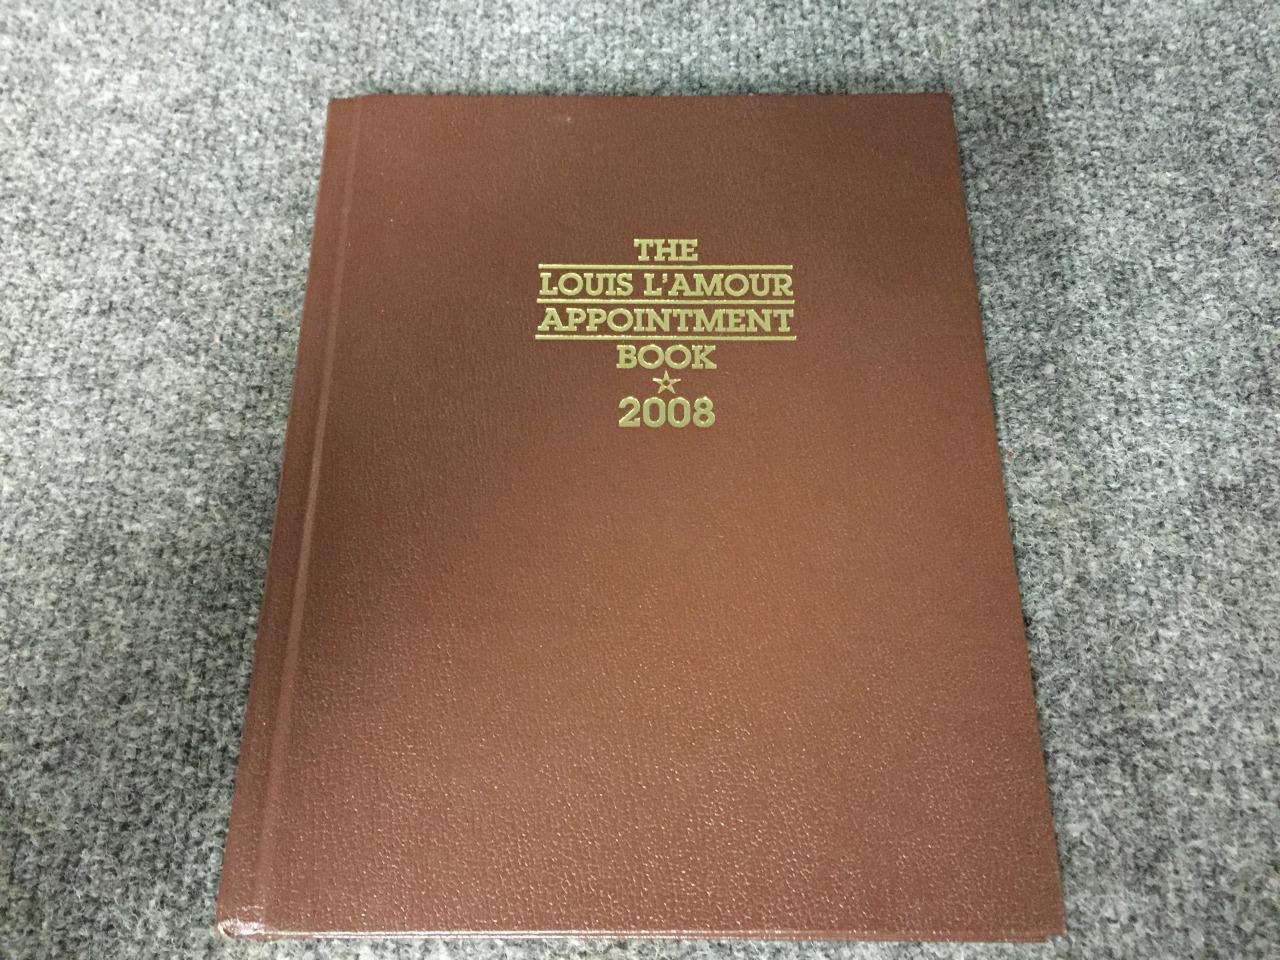 THE
LOUIS L'AMOUR
APPOINTMENT
BOOK
2008